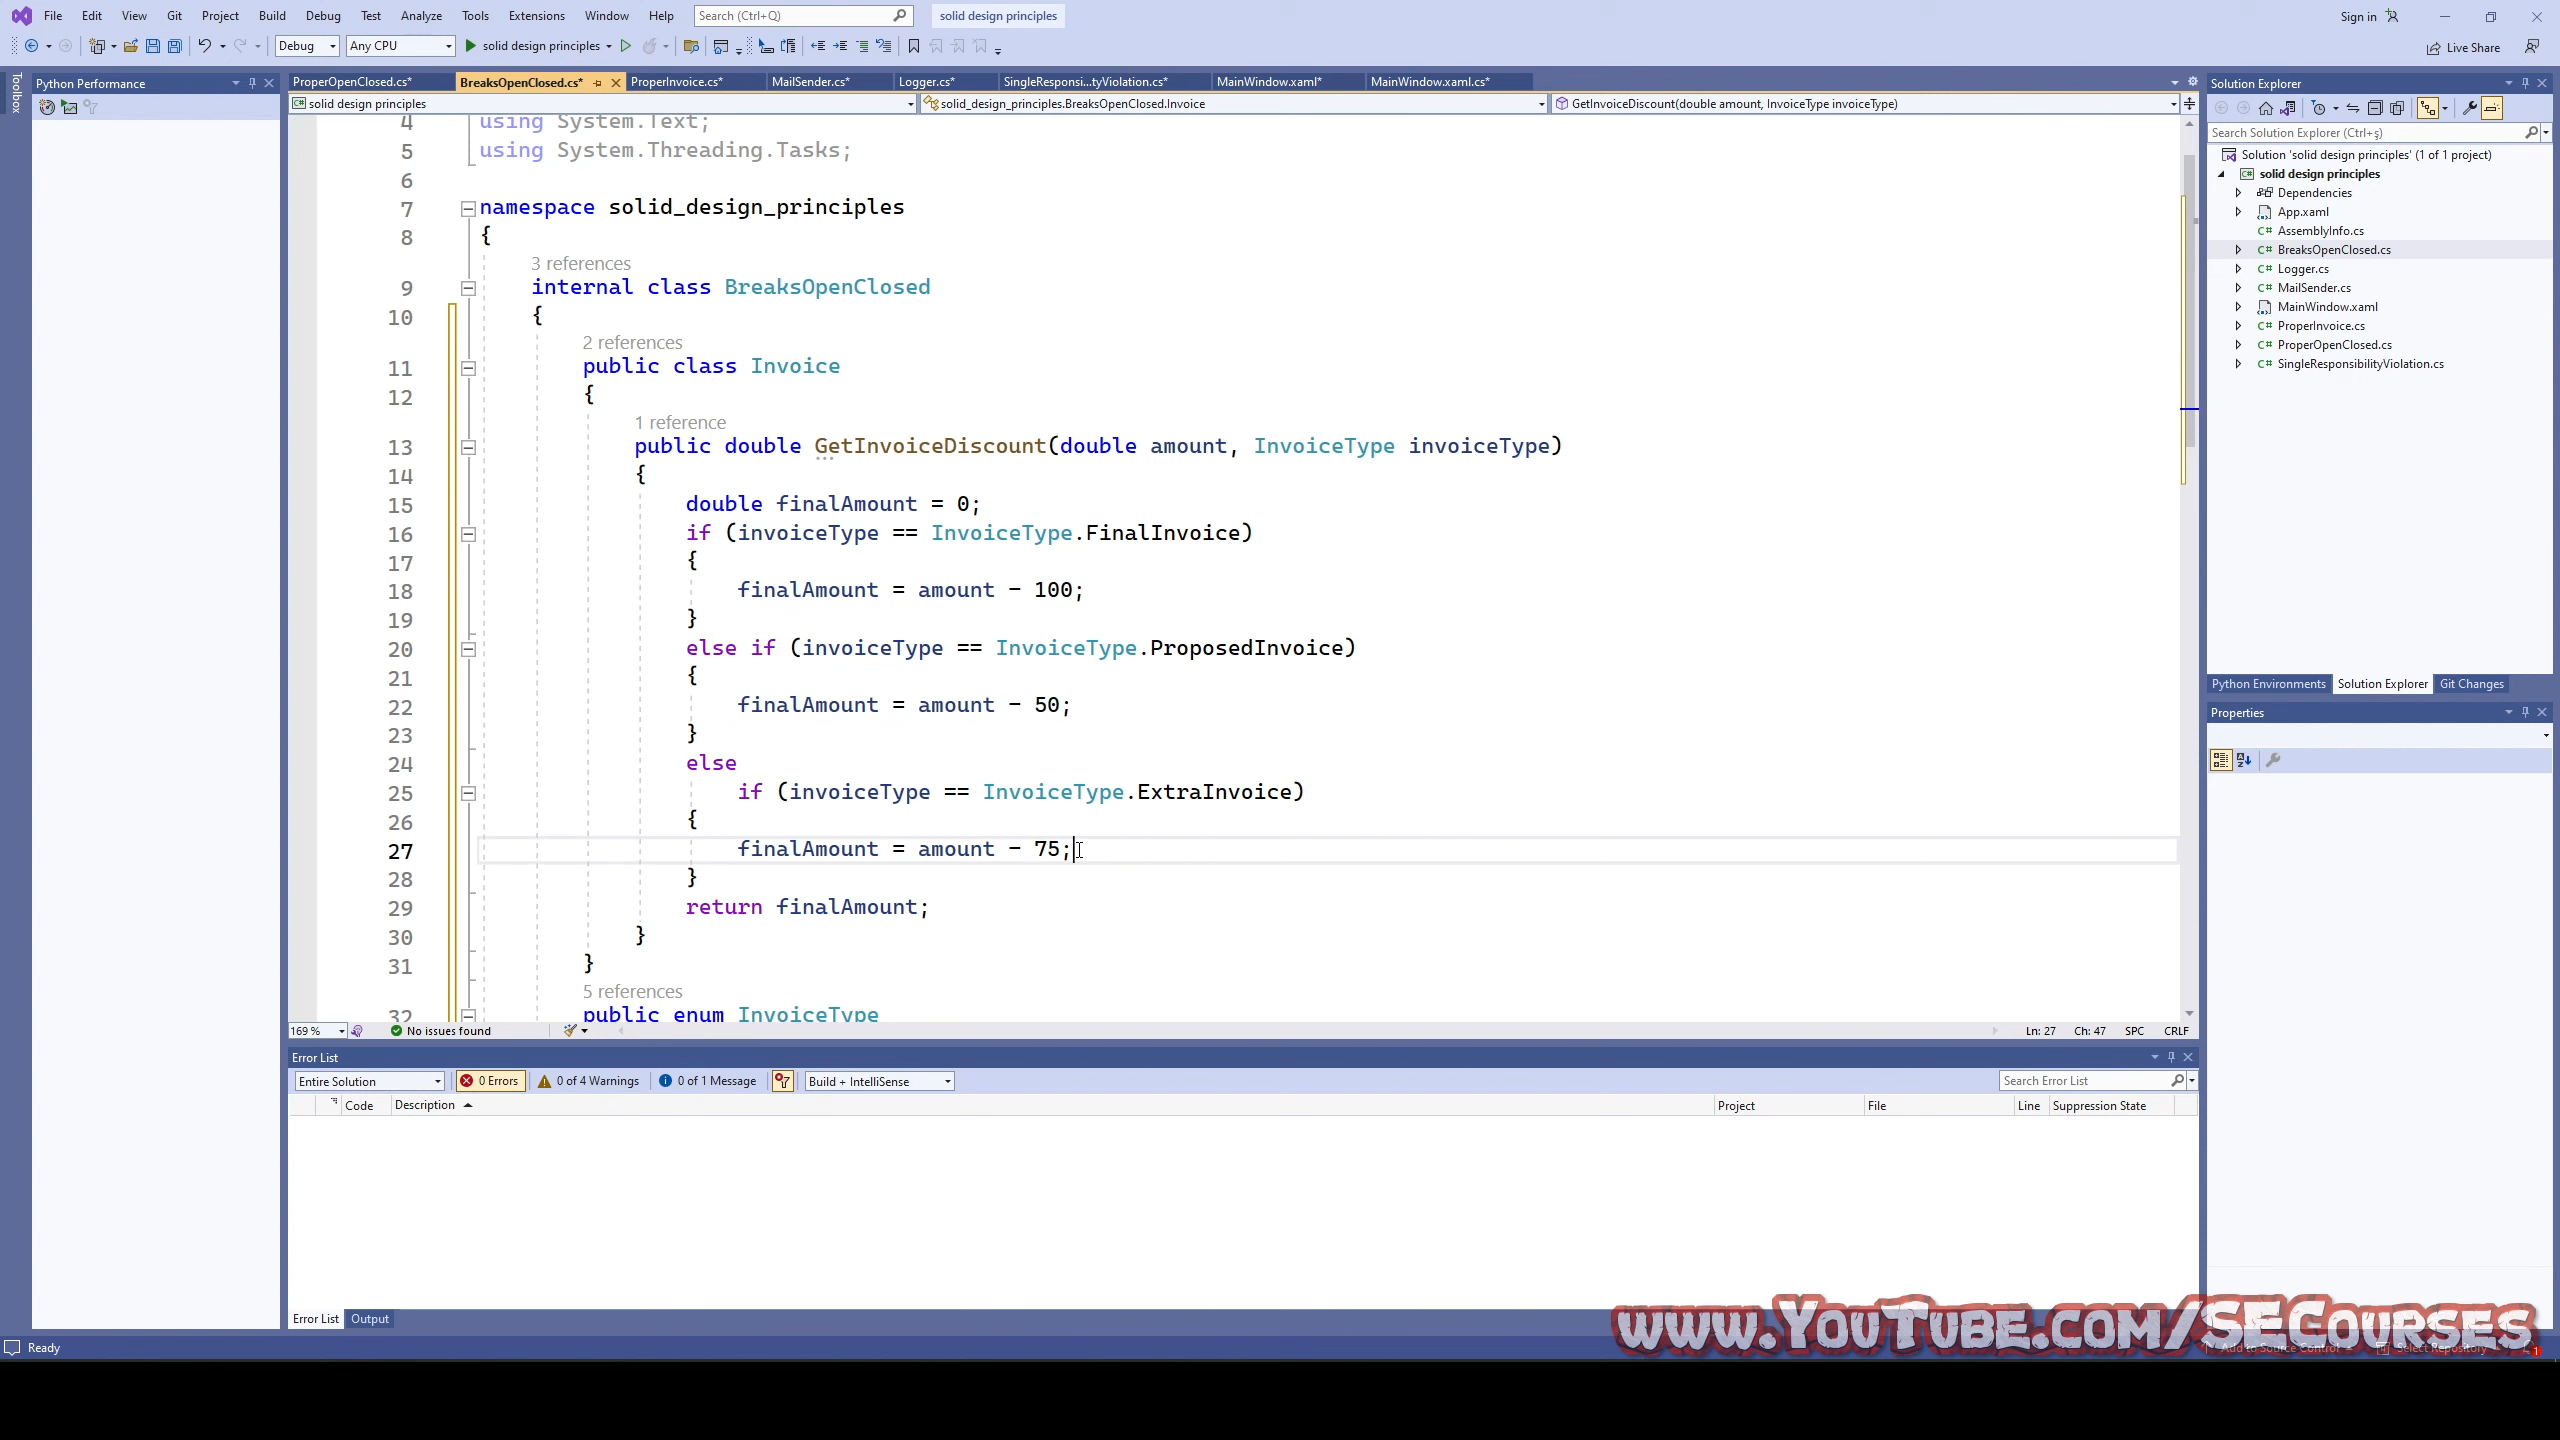 File Edit View Git Project Build Debug Test Analyze Tools Extensions Window Help Search (Ctrl+Q) solid design principles Sign in
Debug Any CPU solid design principles Live Share
Toolbox
Python Performance
ProperOpenClosed.cs* BreaksOpenClosed.cs* ProperInvoice.cs* MailSender.cs* Logger.cs* SingleResponsi...tyViolation.cs* MainWindow.xaml* MainWindow.xaml.cs*
solid design principles solid_design_principles.BreaksOpenClosed.Invoice GetInvoiceDiscount(double amount, InvoiceType invoiceType)
4 using System.Text;
5 using System.Threading.Tasks;
6
7 namespace solid_design_principles
8 {
3 references
9 internal class BreaksOpenClosed
10 {
2 references
11 public class Invoice
12 {
1 reference
13 public double GetInvoiceDiscount(double amount, InvoiceType invoiceType)
14 {
15 double finalAmount = 0;
16 if (invoiceType == InvoiceType.FinalInvoice)
17 {
18 finalAmount = amount - 100;
19 }
20 else if (invoiceType == InvoiceType.ProposedInvoice)
21 {
22 finalAmount = amount - 50;
23 }
24 else
25 if (invoiceType == InvoiceType.ExtraInvoice)
26 {
27 finalAmount = amount - 75;
28 }
29 return finalAmount;
30 }
31 }
5 references
32 public enum InvoiceType
169 % No issues found Ln: 27 Ch: 47 SPC CRLF
Error List
Entire Solution 0 Errors 0 of 4 Warnings 0 of 1 Message Build + IntelliSense Search Error List
Code Description Project File Line Suppression State
Error List Output
Solution Explorer
Search Solution Explorer (Ctrl+ş)
Solution 'solid design principles' (1 of 1 project)
solid design principles
Dependencies
App.xaml
AssemblyInfo.cs
BreaksOpenClosed.cs
Logger.cs
MailSender.cs
MainWindow.xaml
ProperInvoice.cs
ProperOpenClosed.cs
SingleResponsibilityViolation.cs
Python Environments Solution Explorer Git Changes
Properties
www.YouTube.com/SECourses
Ready Add to Source Control Select Repository 1